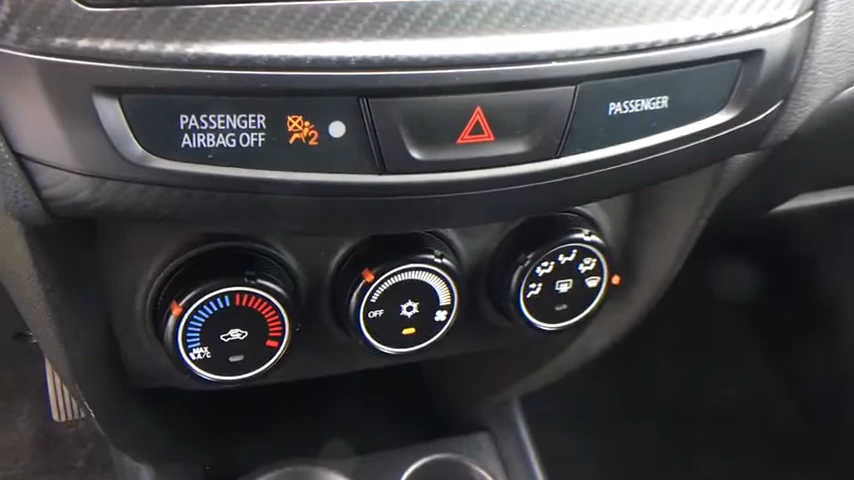 PASSENGER
AIRBAG OFF
2
PASSENGER
MAX
A/C
OFF